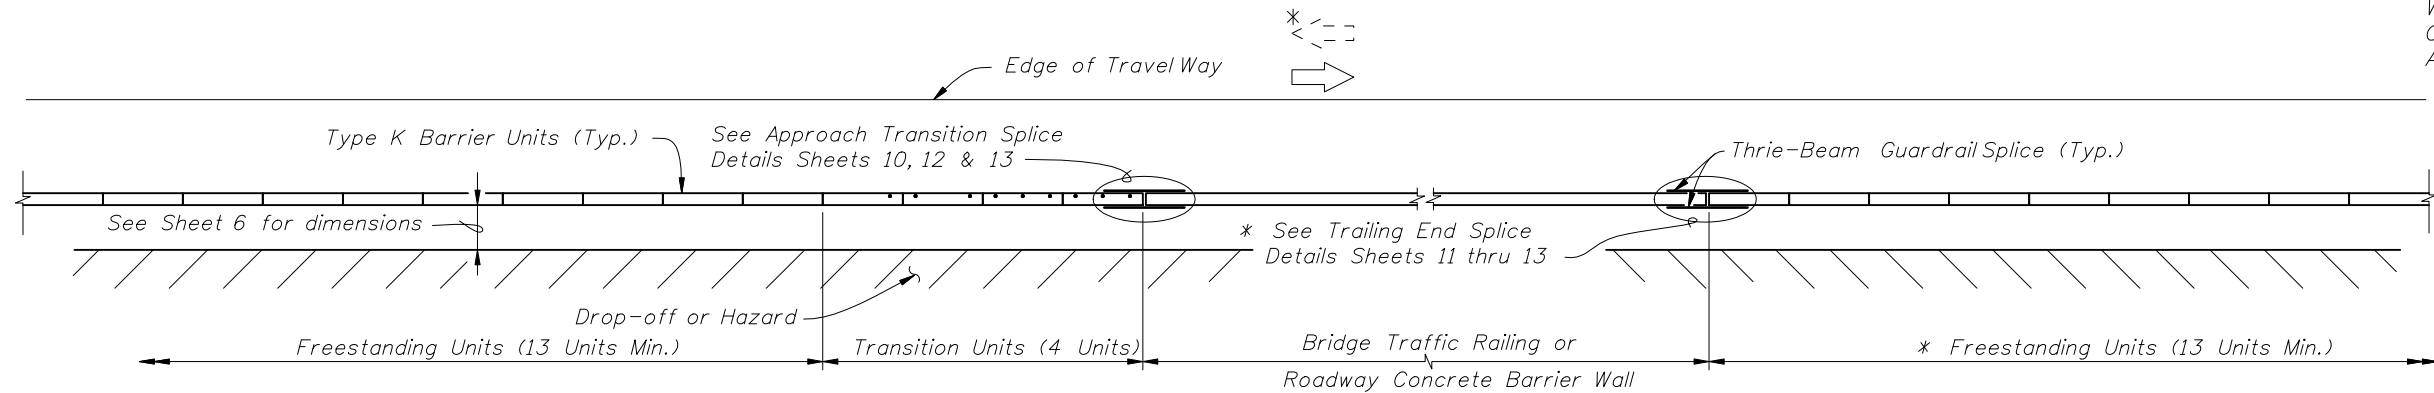 *
Edge of Travel Way
Type K Barrier Units (Typ.)
See Approach Transition Splice
Details Sheets 10, 12 & 13
Thrie-Beam Guardrail Splice (Typ.)
See Sheet 6 for dimensions
* See Trailing End Splice
Details Sheets 11 thru 13
Drop-off or Hazard
Freestanding Units (13 Units Min.)
Transition Units (4 Units)
Bridge Traffic Railing or
Roadway Concrete Barrier Wall
* Freestanding Units (13 Units Min.)